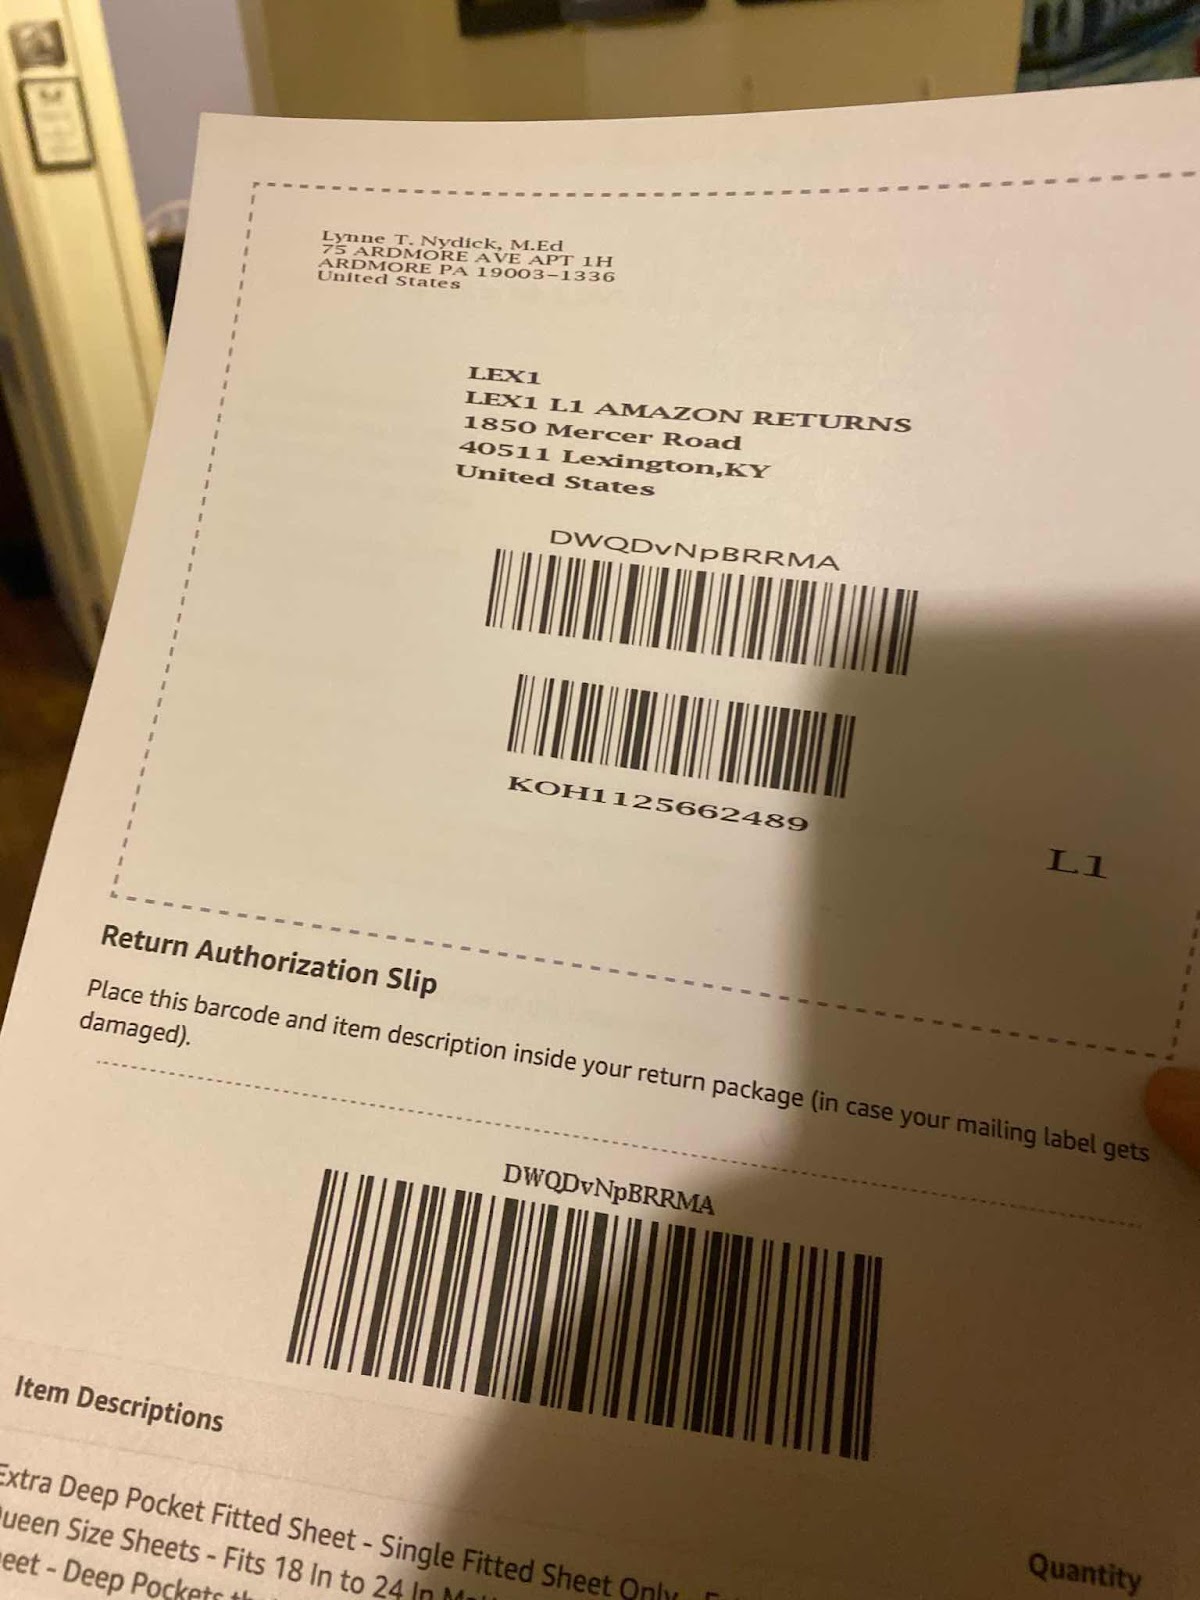 Lynne T. Nydick, M.Ed
75 ARDMORE AVE APT 1H
ARDMORE PA 19003-1336
United States
LEX1
LEX1 L1 AMAZON RETURNS
1850 Mercer Road
40511 Lexington,KY
United States
DWQDvNpBRRMA
KOH1125662489
L1
Return Authorization Slip
Place this barcode and item description inside your return package (in case your mailing label gets
damaged).
DWQDvNpBRRMA
Item Descriptions
Quantity
Extra Deep Pocket Fitted Sheet - Single Fitted Sheet Only -
Size Sheets - Fits 18 In to 24 In
- Deep Pockets